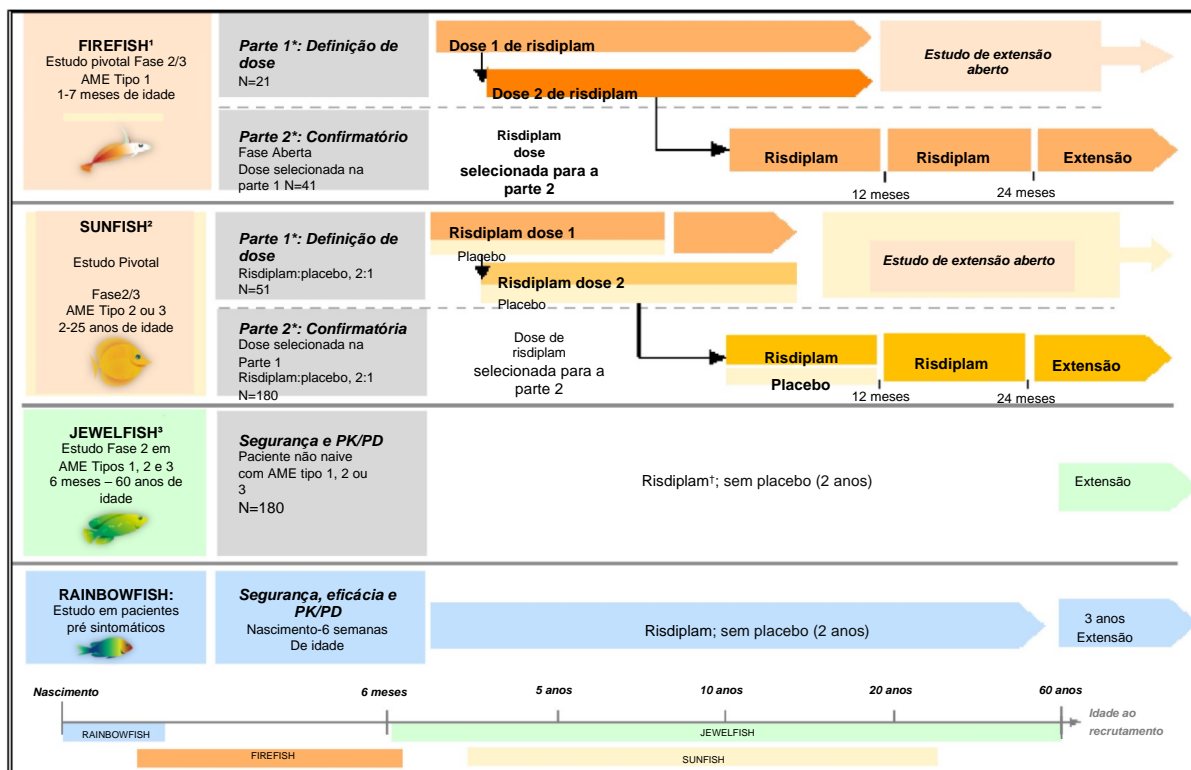 FIREFISH¹
Estudo pivotal Fase 2/3
AME Tipo 1
1-7 meses de idade
Parte 1*: Definição de
dose
N=21
Dose 1 de risdiplam
Dose 2 de risdiplam
Estudo de extensão
aberto
Parte 2*: Confirmatório
Fase Aberta
Dose selecionada na
parte 1 N=41
Risdiplam
dose
selecionada para a
parte 2
Risdiplam
Risdiplam
Extensão
12 meses
24 meses
SUNFISH²
Estudo Pivotal
Fase2/3
AME Tipo 2 ou 3
2-25 anos de idade
Parte 1*: Definição de
dose
Risdiplam:placebo, 2:1
N=51
Risdiplam dose 1
Placebo
Risdiplam dose 2
Placebo
Estudo de extensão aberto
Parte 2*: Confirmatória
Dose selecionada na
Parte 1
Risdiplam:placebo, 2:1
N=180
Dose de
risdiplam
selecionada para a
parte 2
Risdiplam
Placebo
Risdiplam
Extensão
12 meses
24 meses
JEWELFISH³
Estudo Fase 2 em
AME Tipos 1, 2 e 3
6 meses – 60 anos de
idade
Segurança e PK/PD
Paciente não naive
com AME tipo 1, 2 ou
3
N=180
Risdiplam†; sem placebo (2 anos)
Extensão
RAINBOWFISH:
Estudo em pacientes
pré sintomáticos
Segurança, eficácia e
PK/PD
Nascimento-6 semanas
De idade
Risdiplam; sem placebo (2 anos)
3 anos
Extensão
Nascimento
6 meses
5 anos
10 anos
20 anos
60 anos
Idade ao
recrutamento
RAINBOWFISH
JEWELFISH
FIREFISH
SUNFISH